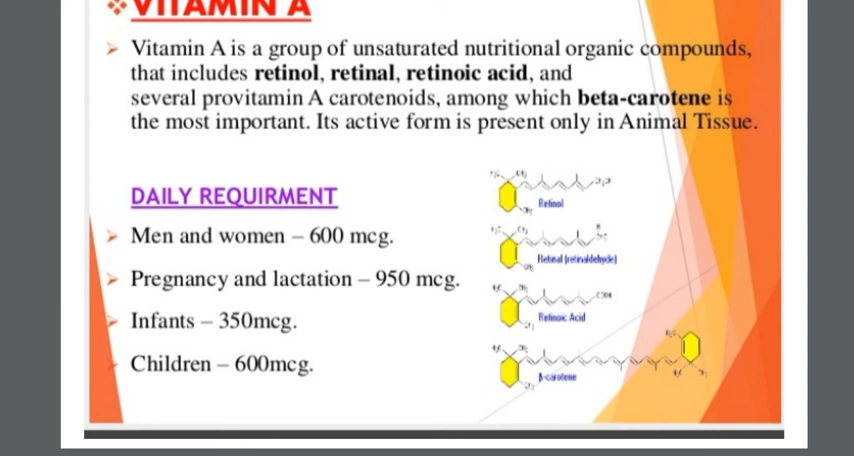 ❖VITAMIN A
➢ Vitamin A is a group of unsaturated nutritional organic compounds,
that includes retinol, retinal, retinoic acid, and
several provitamin A carotenoids, among which beta-carotene is
the most important. Its active form is present only in Animal Tissue.
DAILY REQUIRMENT
➢ Men and women – 600 mcg.
➢ Pregnancy and lactation – 950 mcg.
➢ Infants – 350mcg.
➢ Children – 600mcg.
Retinol
Retinal (retinaldehyde)
Retinoic Acid
β-carotene